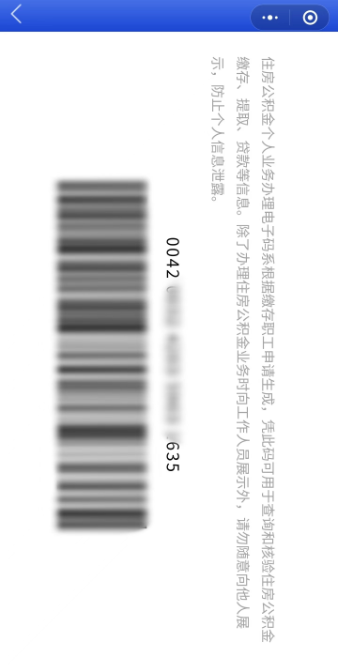 住房公积金个人业务办理电子码系根据缴存职工申请生成，凭此码可用于查询和核验住房公积金
缴存、提取、贷款等信息。除了办理住房公积金业务时向工作人员展示外，请勿随意向他人展
示，防止个人信息泄露。
0042 635